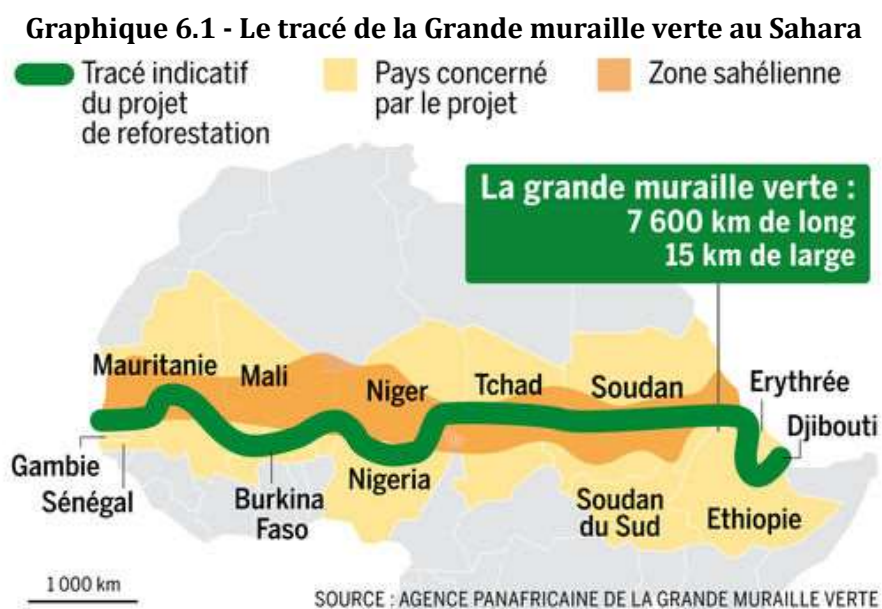 Graphique 6.1 - Le tracé de la Grande muraille verte au Sahara
Tracé indicatif
du projet
de reforestation
Pays concerné
par le projet
Zone sahélienne
La grande muraille verte :
7 600 km de long
15 km de large
Mauritanie
Mali
Niger
Tchad
Soudan
Erythrée
Djibouti
Gambie
Sénégal
Burkina
Faso
Nigeria
Soudan
du Sud
Ethiopie
1 000 km
SOURCE : AGENCE PANAFRICAINE DE LA GRANDE MURAILLE VERTE